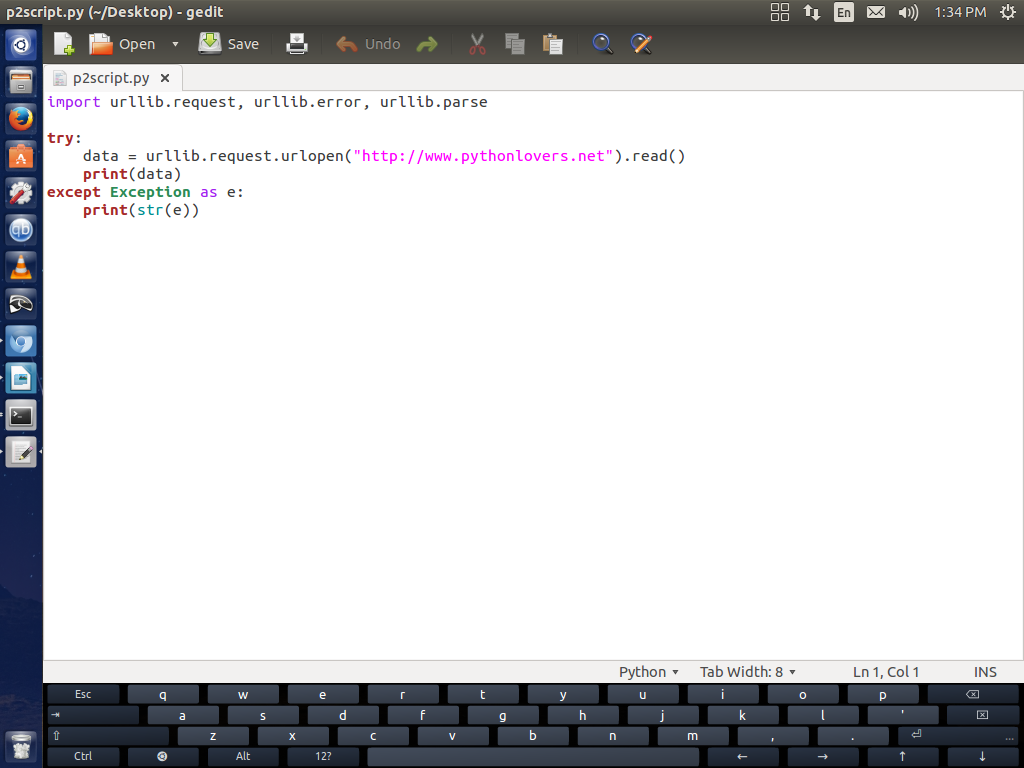 p2script.py (~/Desktop) - gedit
En
1:34 PM
Open
Save
Undo
p2script.py
import urllib.request, urllib.error, urllib.parse
try:
    data = urllib.request.urlopen("http://www.pythonlovers.net").read()
    print(data)
except Exception as e:
    print(str(e))
Python
Tab Width: 8
Ln 1, Col 1
INS
Esc q w e r t y u i o p
a s d f g h j k l '
z x c v b n m , .
...
Ctrl Alt 12? ← → ↑ ↓
qb